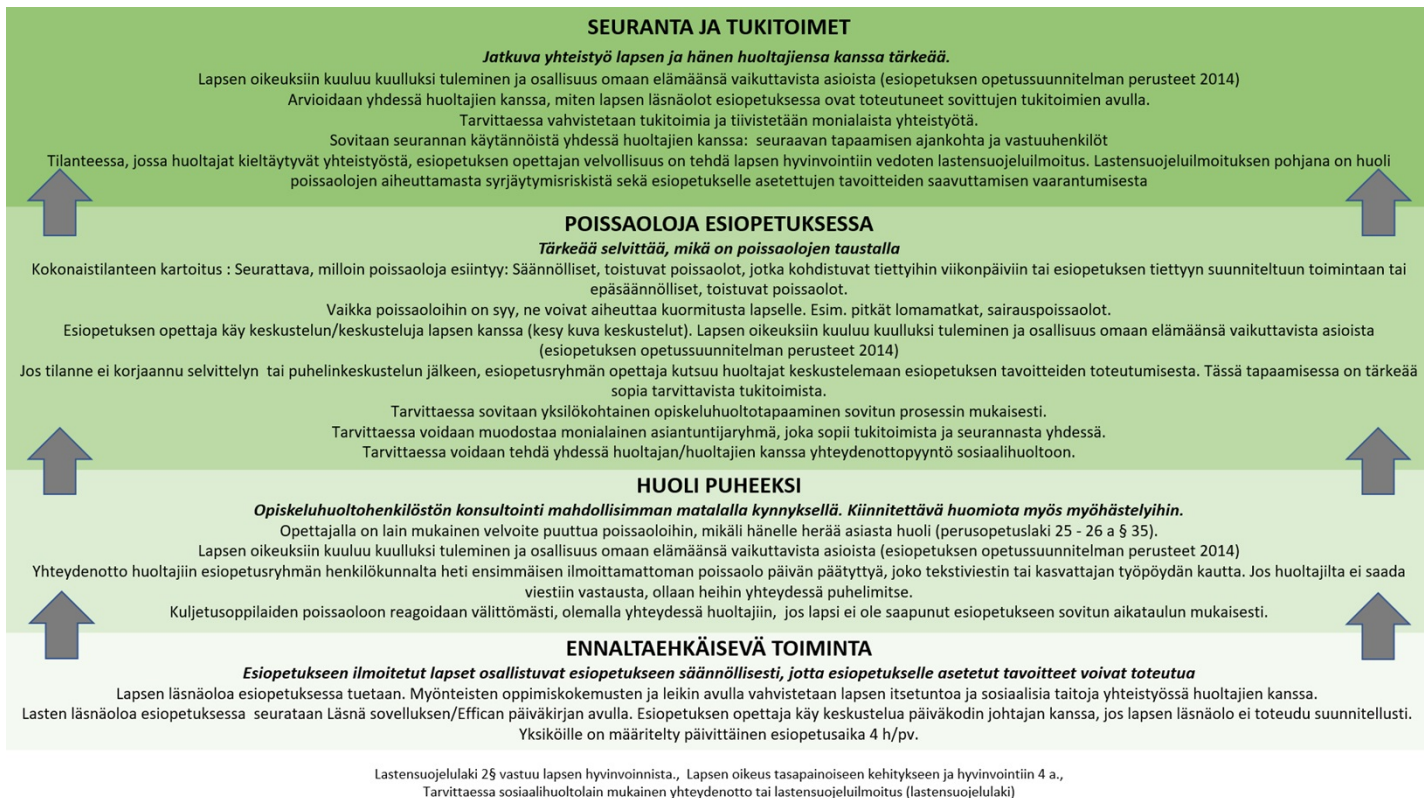 SEURANTA JA TUKITOIMET
Jatkuva yhteistyö lapsen ja hänen huoltajiensa kanssa tärkeää.
Lapsen oikeuksiin kuuluu kuulluksi tuleminen ja osallisuus omaan elämäänsä vaikuttavista asioista (esiopetuksen opetussuunnitelman perusteet 2014)
Arvioidaan yhdessä huoltajien kanssa, miten lapsen läsnäolot esiopetuksessa ovat toteutuneet sovittujen tukitoimien avulla.
Tarvittaessa vahvistetaan tukitoimia ja tiivistetään monialaista yhteistyötä.
Sovitaan seurannan käytännöistä yhdessä huoltajien kanssa: seuraavan tapaamisen ajankohta ja vastuuhenkilöt
Tilanteessa, jossa huoltajat kieltäytyvät yhteistyöstä, esiopetuksen opettajan velvollisuus on tehdä lapsen hyvinvointiin vedoten lastensuojeluilmoitus. Lastensuojeluilmoituksen pohjana on huoli
poissaolojen aiheuttamasta syrjäytymisriskistä sekä esiopetukselle asetettujen tavoitteiden saavuttamisen vaarantumisesta
POISSAOLOJA ESIOPETUKSESSA
Tärkeää selvittää, mikä on poissaolojen taustalla
Kokonaistilanteen kartoitus : Seurattava, milloin poissaoloja esiintyy: Säännölliset, toistuvat poissaolot, jotka kohdistuvat tiettyihin viikonpäiviin tai esiopetuksen tiettyyn suunniteltuun toimintaan tai
epäsäännölliset, toistuvat poissaolot.
Vaikka poissaoloihin on syy, ne voivat aiheuttaa kuormitusta lapselle. Esim. pitkät lomamatkat, sairauspoissaolot.
Esiopetuksen opettaja käy keskustelun/keskusteluja lapsen kanssa (kesy kuva keskustelut). Lapsen oikeuksiin kuuluu kuulluksi tuleminen ja osallisuus omaan elämäänsä vaikuttavista asioista
(esiopetuksen opetussuunnitelman perusteet 2014)
Jos tilanne ei korjaannu selvittelyn tai puhelinkeskustelun jälkeen, esiopetusryhmän opettaja kutsuu huoltajat keskustelemaan esiopetuksen tavoitteiden toteutumisesta. Tässä tapaamisessa on tärkeää
sopia tarvittavista tukitoimista.
Tarvittaessa sovitaan yksilökohtainen opiskeluhuoltotapaaminen sovitun prosessin mukaisesti.
Tarvittaessa voidaan muodostaa monialainen asiantuntijaryhmä, joka sopii tukitoimista ja seurannasta yhdessä.
Tarvittaessa voidaan tehdä yhdessä huoltajan/huoltajien kanssa yhteydenottopyyntö sosiaalihuoltoon.
HUOLI PUHEEKSI
Opiskeluhuoltohenkilöstön konsultointi mahdollisimman matalalla kynnyksellä. Kiinnitettävä huomiota myös myöhästelyihin.
Opettajalla on lain mukainen velvoite puuttua poissaoloihin, mikäli hänelle herää asiasta huoli (perusopetuslaki 25 - 26 a § 35).
Lapsen oikeuksiin kuuluu kuulluksi tuleminen ja osallisuus omaan elämäänsä vaikuttavista asioista (esiopetuksen opetussuunnitelman perusteet 2014)
Yhteydenotto huoltajiin esiopetusryhmän henkilökunnalta heti ensimmäisen ilmoittamattoman poissaolo päivän päätyttyä, joko tekstiviestin tai kasvattajan työpöydän kautta. Jos huoltajilta ei saada
viestiin vastausta, ollaan heihin yhteydessä puhelimitse.
Kuljetusoppilaiden poissaoloon reagoidaan välittömästi, olemalla yhteydessä huoltajiin, jos lapsi ei ole saapunut esiopetukseen sovitun aikataulun mukaisesti.
ENNALTAEHKÄISEVÄ TOIMINTA
Esiopetukseen ilmoitetut lapset osallistuvat esiopetukseen säännöllisesti, jotta esiopetukselle asetetut tavoitteet voivat toteutua
Lapsen läsnäoloa esiopetuksessa tuetaan. Myönteisten oppimiskokemusten ja leikin avulla vahvistetaan lapsen itsetuntoa ja sosiaalisia taitoja yhteistyössä huoltajien kanssa.
Lasten läsnäoloa esiopetuksessa seurataan Läsnä sovelluksen/Effican päiväkirjan avulla. Esiopetuksen opettaja käy keskustelua päiväkodin johtajan kanssa, jos lapsen läsnäolo ei toteudu suunnitellusti.
Yksiköille on määritelty päivittäinen esiopetusaika 4 h/pv.
Lastensuojelulaki 2§ vastuu lapsen hyvinvoinnista., Lapsen oikeus tasapainoiseen kehitykseen ja hyvinvointiin 4 a.,
Tarvittaessa sosiaalihuoltolain mukainen yhteydenotto tai lastensuojeluilmoitus (lastensuojelulaki)